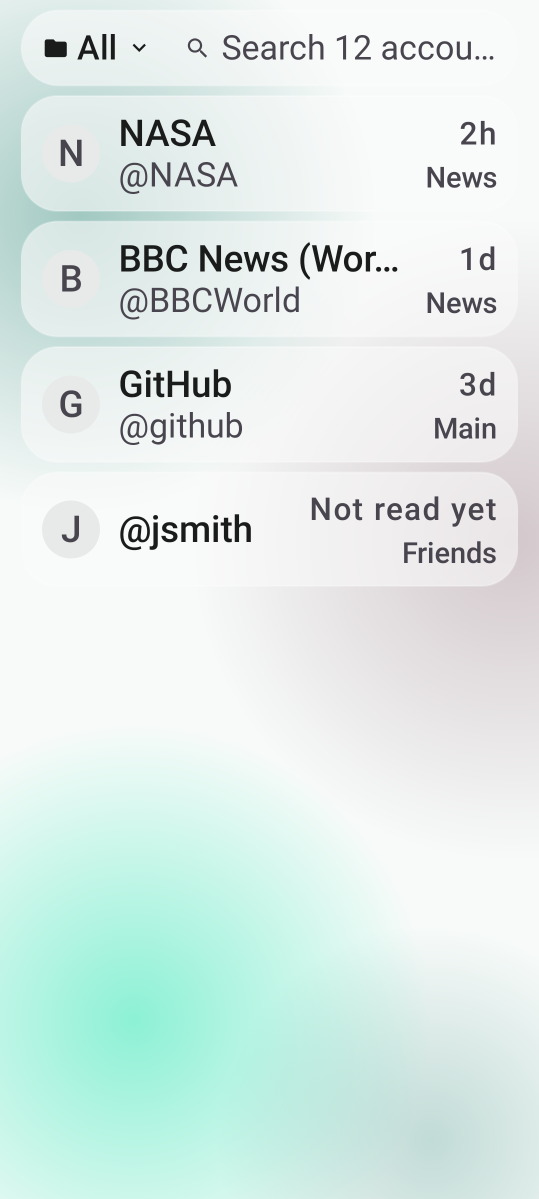 All
Search 12 accou...
N
NASA
2h
@NASA
News
B
BBC News (Wor...
1d
@BBCWorld
News
G
GitHub
3d
@github
Main
J
@jsmith
Not read yet
Friends